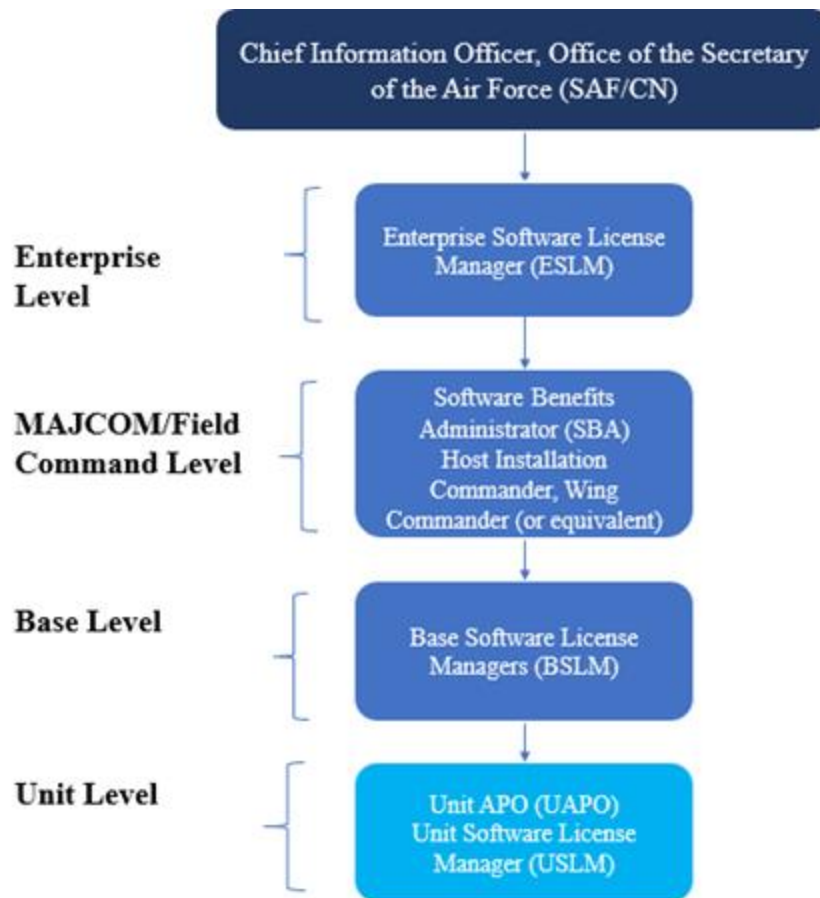 Chief Information Officer, Office of the Secretary
of the Air Force (SAF/CN)
Enterprise
Level
Enterprise Software License
Manager (ESLM)
MAJCOM/Field
Command Level
Software Benefits
Administrator (SBA)
Host Installation
Commander, Wing
Commander (or equivalent)
Base Level
Base Software License
Managers (BSLM)
Unit Level
Unit APO (UAPO)
Unit Software License
Manager (USLM)